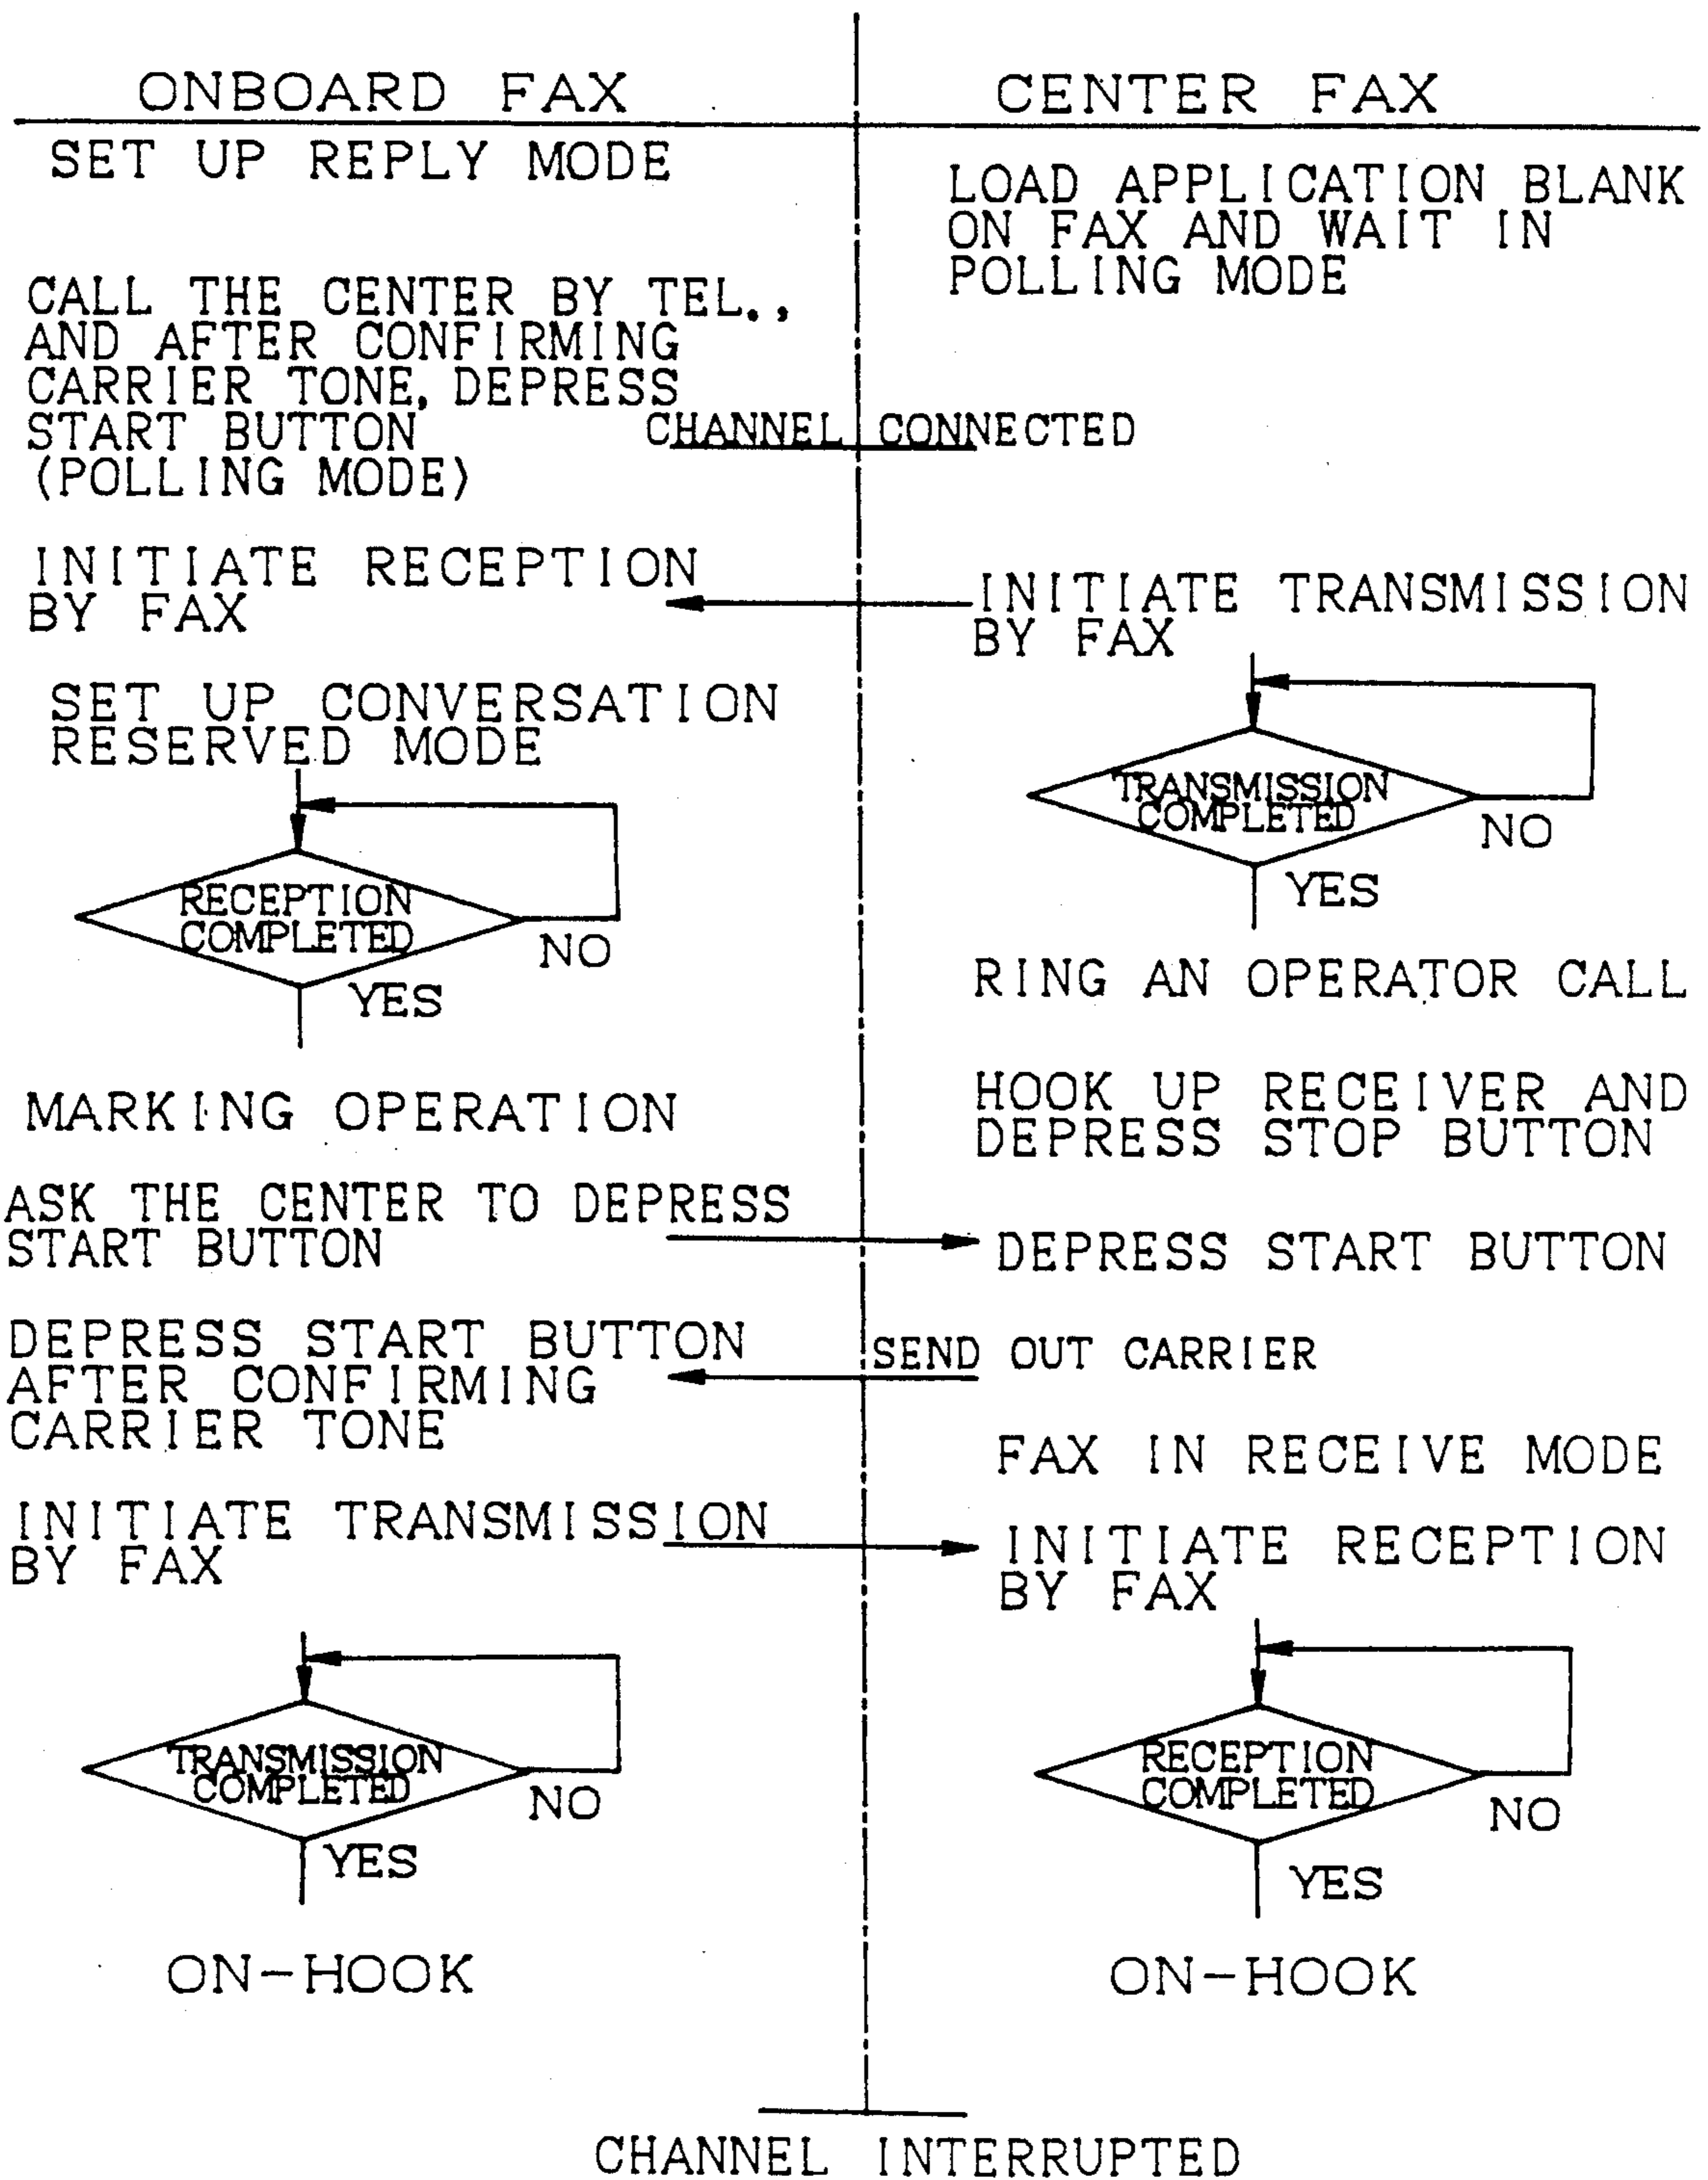 ONBOARD FAX
CENTER FAX
SET UP REPLY MODE
LOAD APPLICATION BLANK
ON FAX AND WAIT IN
POLLING MODE
CALL THE CENTER BY TEL.,
AND AFTER CONFIRMING
CARRIER TONE, DEPRESS
START BUTTON
(POLLING MODE)
CHANNEL CONNECTED
INITIATE RECEPTION
BY FAX
INITIATE TRANSMISSION
BY FAX
SET UP CONVERSATION
RESERVED MODE
TRANSMISSION
COMPLETED
NO
YES
RECEPTION
COMPLETED
NO
YES
RING AN OPERATOR CALL
MARKING OPERATION
HOOK UP RECEIVER AND
DEPRESS STOP BUTTON
ASK THE CENTER TO DEPRESS
START BUTTON
DEPRESS START BUTTON
DEPRESS START BUTTON
AFTER CONFIRMING
CARRIER TONE
SEND OUT CARRIER
FAX IN RECEIVE MODE
INITIATE TRANSMISSION
BY FAX
INITIATE RECEPTION
BY FAX
TRANSMISSION
COMPLETED
NO
YES
RECEPTION
COMPLETED
NO
YES
ON-HOOK
ON-HOOK
CHANNEL INTERRUPTED